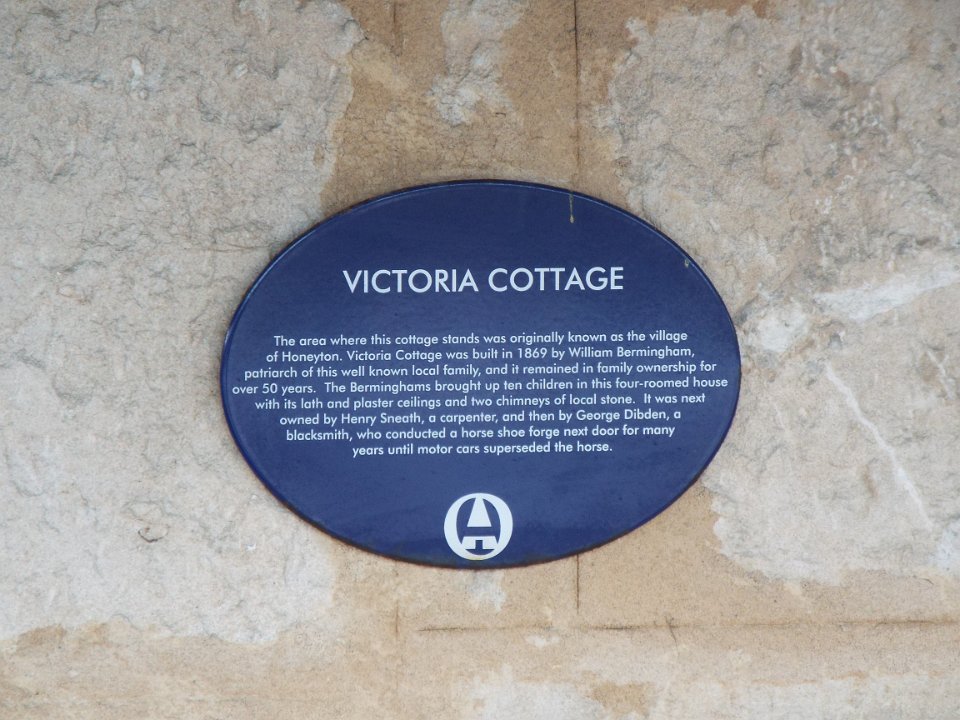 VICTORIA COTTAGE
The area where this cottage stands was originally known as the village
of Honeyton. Victoria Cottage was built in 1869 by William Bermingham,
patriarch of this well known local family, and it remained in family ownership for
over 50 years. The Berminghams brought up ten children in this four-roomed house
with its lath and plaster ceilings and two chimneys of local stone. It was next
owned by Henry Sneath, a carpenter, and then by George Dibden, a
blacksmith, who conducted a horse shoe forge next door for many
years until motor cars superseded the horse.